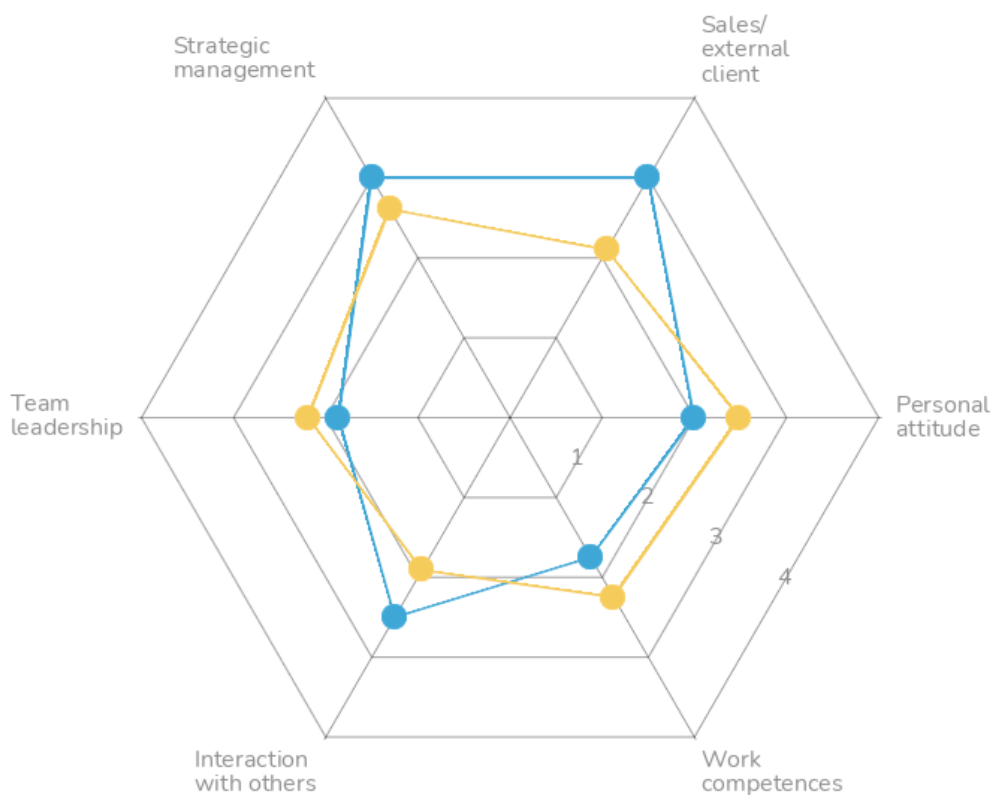 Sales/
external
client
Strategic
management
Team
leadership
Personal
attitude
1
2
3
4
Interaction
with others
Work
competences